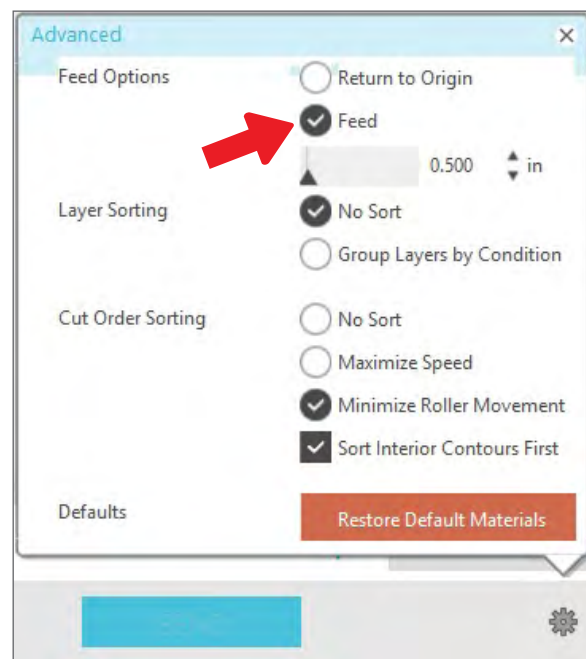 Advanced
Feed Options
Return to Origin
Feed
0.500 in
Layer Sorting
No Sort
Group Layers by Condition
Cut Order Sorting
No Sort
Maximize Speed
Minimize Roller Movement
Sort Interior Contours First
Defaults
Restore Default Materials